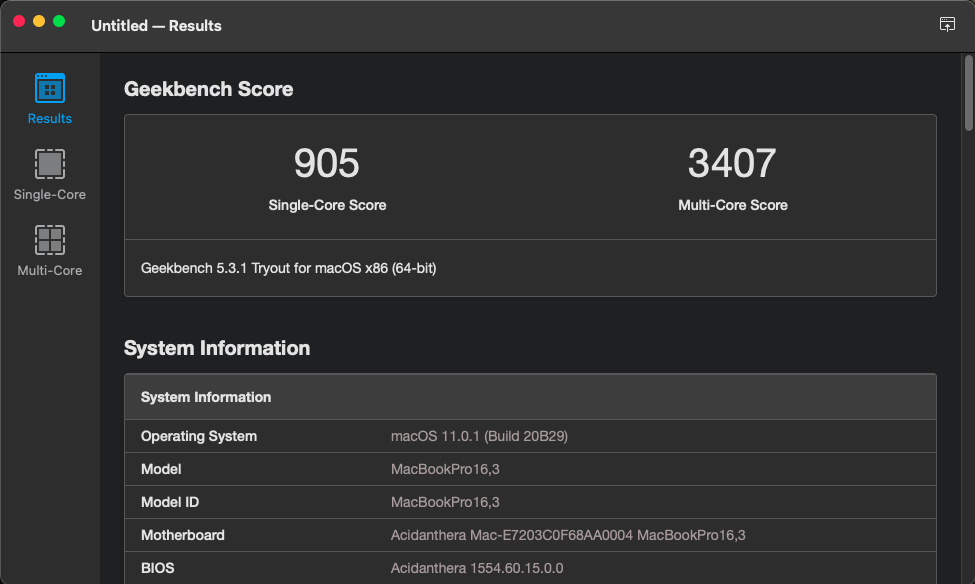 Untitled — Results
Results
Single-Core
Multi-Core
Geekbench Score
905 3407
Single-Core Score Multi-Core Score
Geekbench 5.3.1 Tryout for macOS x86 (64-bit)
System Information
System Information
Operating System macOS 11.0.1 (Build 20B29)
Model MacBookPro16,3
Model ID MacBookPro16,3
Motherboard Acidanthera Mac-E7203C0F68AA0004 MacBookPro16,3
BIOS Acidanthera 1554.60.15.0.0